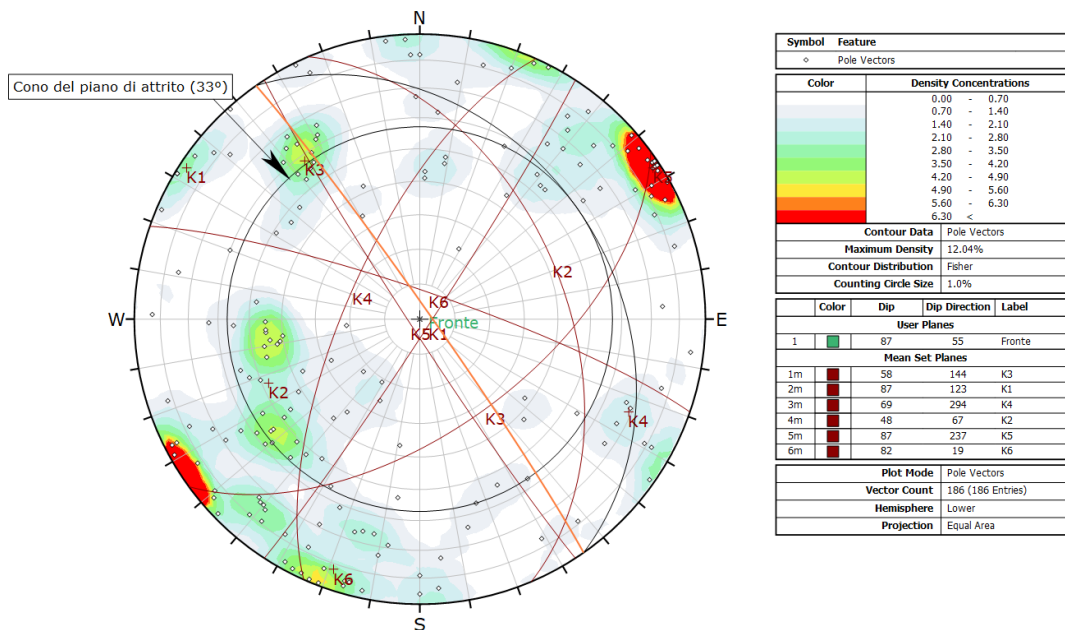 N
Cono del piano di attrito (33º)
K1
K3
K5
K2
K4
K6
W
E
Fronte
K5
K1
K2
K3
K4
K6
S
Symbol Feature
Pole Vectors
Color Density Concentrations
0.00 - 0.70
0.70 - 1.40
1.40 - 2.10
2.10 - 2.80
2.80 - 3.50
3.50 - 4.20
4.20 - 4.90
4.90 - 5.60
5.60 - 6.30
6.30 <
Contour Data Pole Vectors
Maximum Density 12.04%
Contour Distribution Fisher
Counting Circle Size 1.0%
Color Dip Dip Direction Label
User Planes
1 87 55 Fronte
Mean Set Planes
1m 58 144 K3
2m 87 123 K1
3m 69 294 K4
4m 48 67 K2
5m 87 237 K5
6m 82 19 K6
Plot Mode Pole Vectors
Vector Count 186 (186 Entries)
Hemisphere Lower
Projection Equal Area